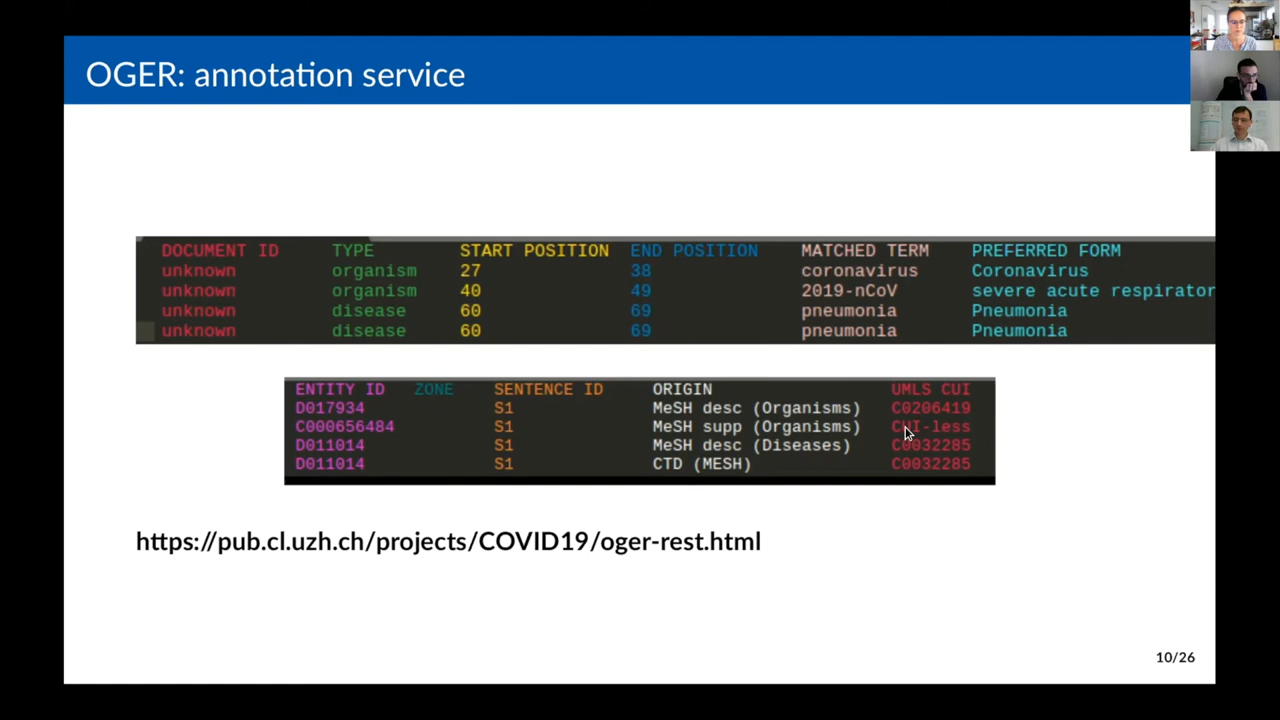 OGER: annotation service
DOCUMENT ID TYPE START POSITION END POSITION MATCHED TERM PREFERRED FORM
unknown organism 27 38 coronavirus Coronavirus
unknown organism 40 49 2019-nCoV severe acute respirator
unknown disease 60 69 pneumonia Pneumonia
unknown disease 60 69 pneumonia Pneumonia
ENTITY ID ZONE SENTENCE ID ORIGIN UMLS CUI
D017934 S1 MeSH desc (Organisms) C0206419
C000656484 S1 MeSH supp (Organisms) CUI-less
D011014 S1 MeSH desc (Diseases) C0032285
D011014 S1 CTD (MESH) C0032285
https://pub.cl.uzh.ch/projects/COVID19/oger-rest.html
10/26